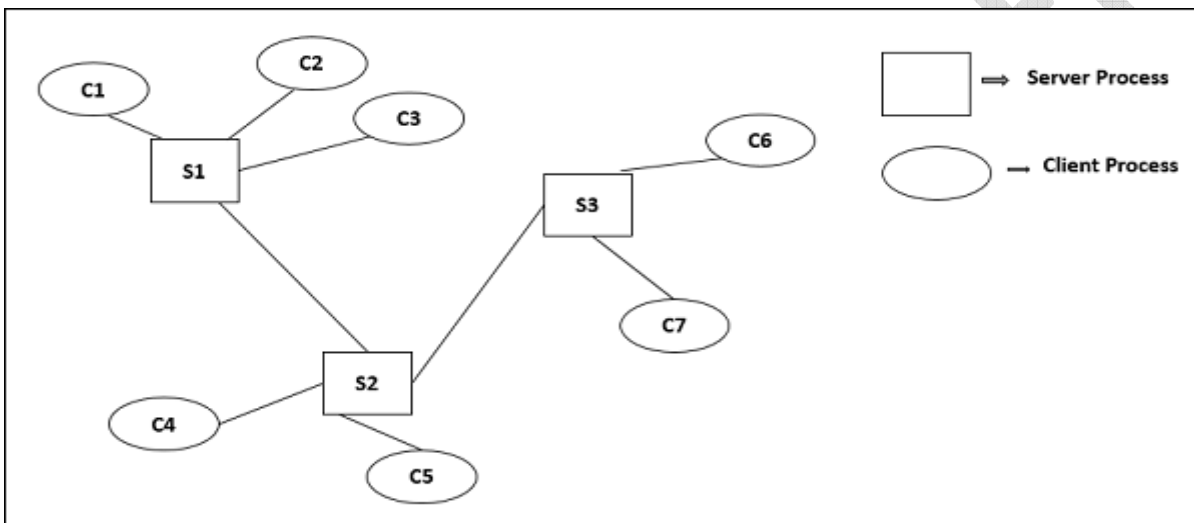 C1
C2
C3
S1
C6
S3
C7
S2
C4
C5
Server Process
Client Process